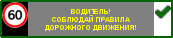 60
ВОДИТЕЛЬ!
СОБЛЮДАЙ ПРАВИЛА
ДОРОЖНОГО ДВИЖЕНИЯ!